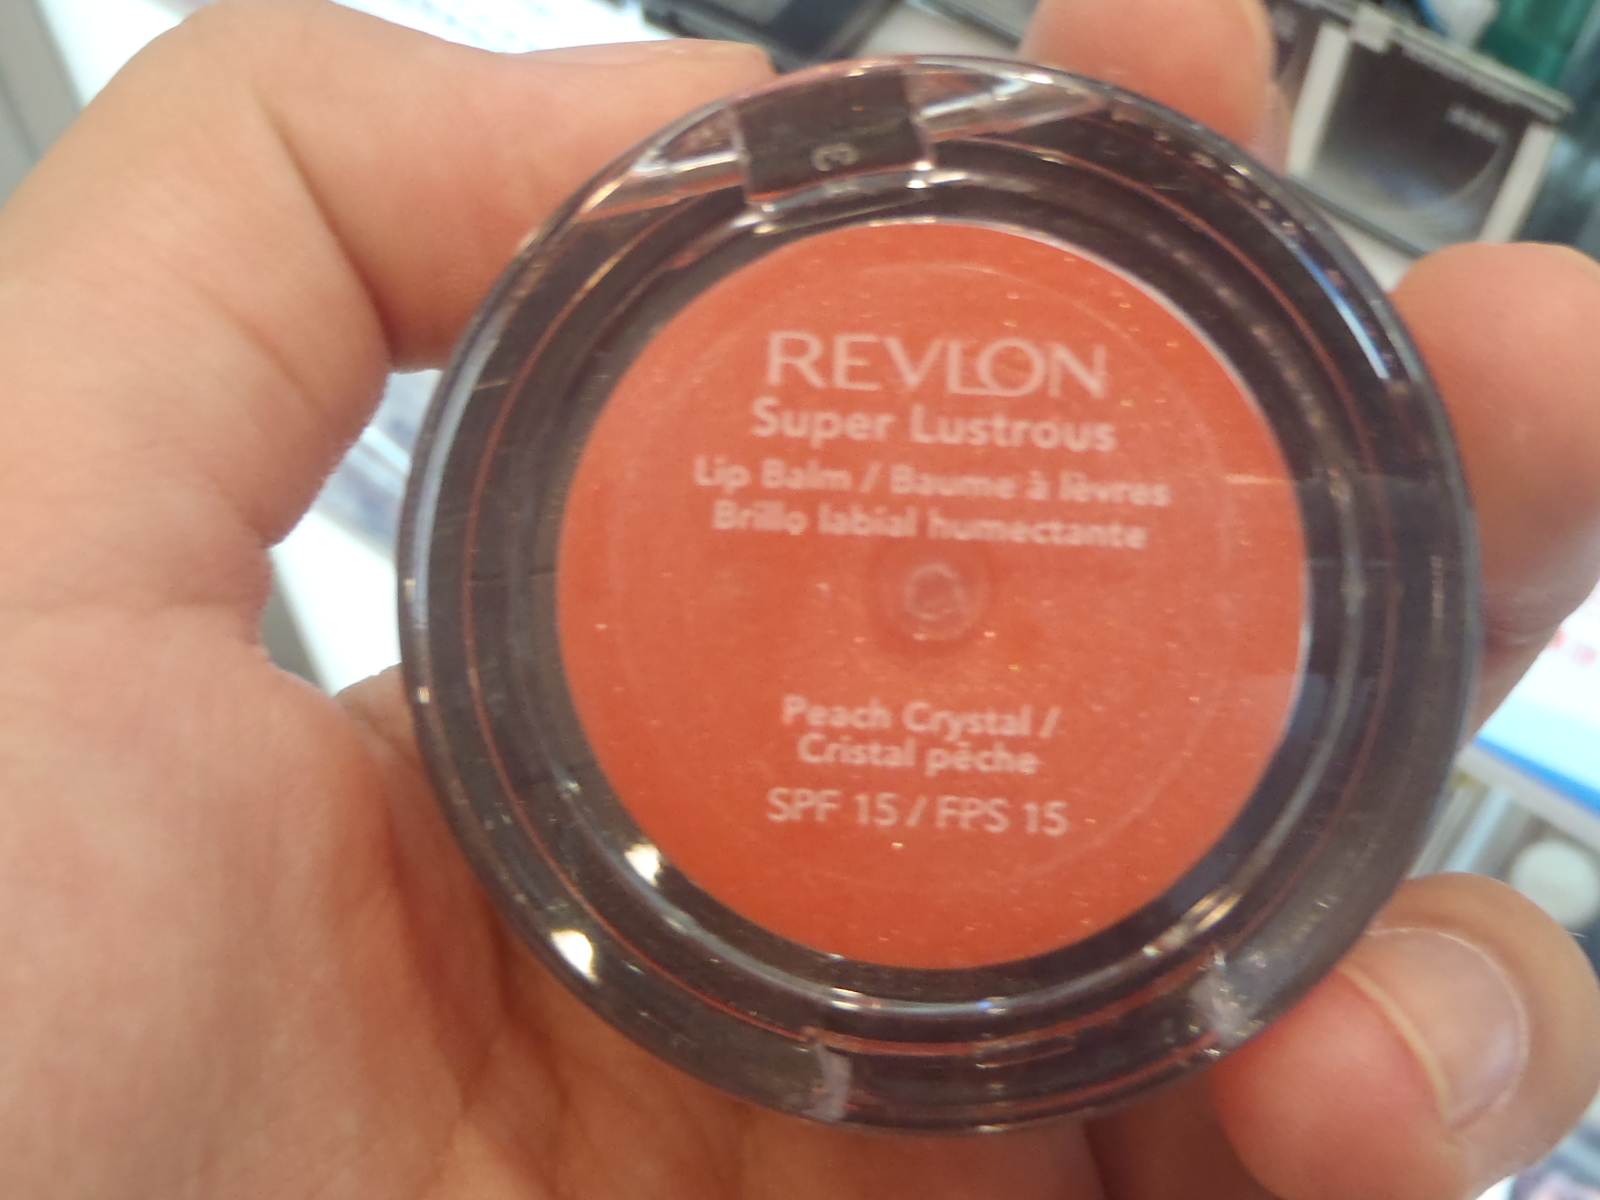 REVLON
Super Lustrous
Lip Balm / Baume à lèvres
Brillo labial humectante
Peach Crystal /
Cristal pêche
SPF 15 / FPS 15